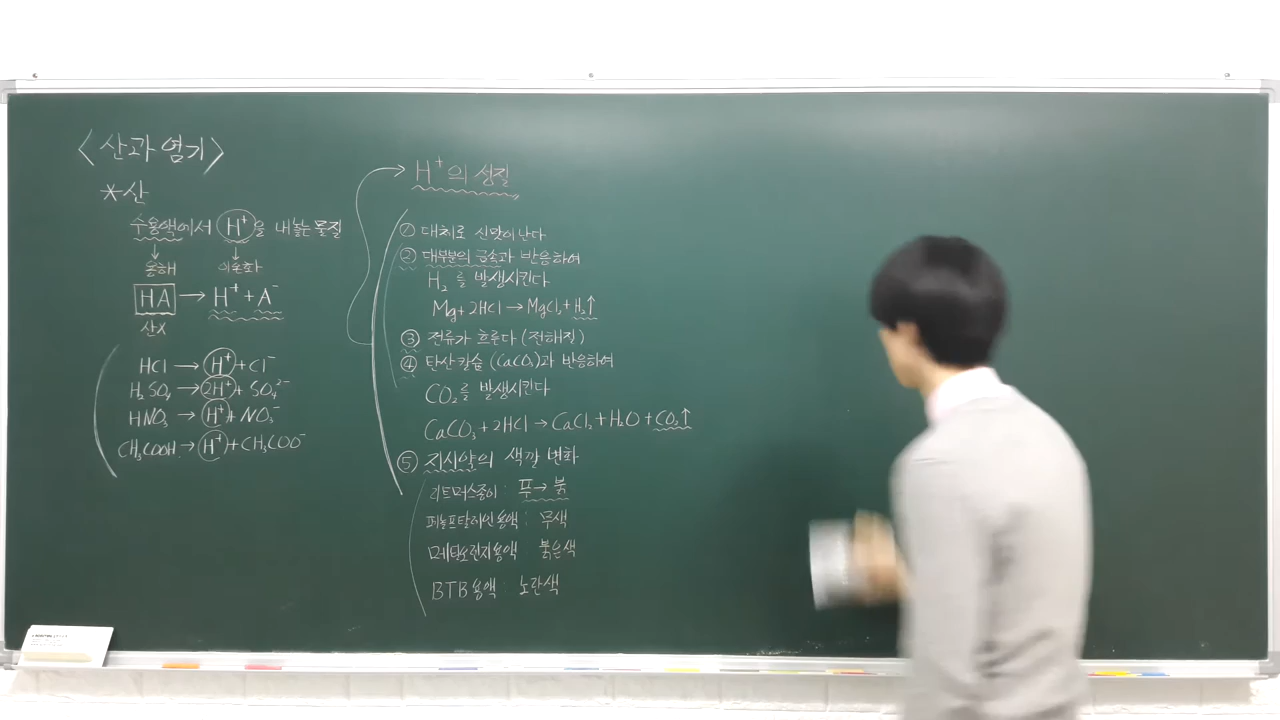 <산과 염기>
*산
수용액에서 H⁺을 내놓는 물질
↓ ↓
용해 이온화
HA → H⁺ + A⁻
산X
HCl → H⁺ + Cl⁻
H₂SO₄ → 2H⁺ + SO₄²⁻
HNO₃ → H⁺ + NO₃⁻
CH₃COOH → H⁺ + CH₃COO⁻
H⁺의 성질
① 대체로 신맛이 난다
② 대부분의 금속과 반응하여
H₂를 발생시킨다
Mg + 2HCl → MgCl₂ + H₂↑
③ 전류가 흐른다 (전해질)
④ 탄산칼슘 (CaCO₃)과 반응하여
CO₂를 발생시킨다
CaCO₃ + 2HCl → CaCl₂ + H₂O + CO₂↑
⑤ 지시약의 색깔 변화
리트머스종이 : 푸 → 붉
페놀프탈레인용액 : 무색
메틸오렌지용액 : 붉은색
BTB용액 : 노란색